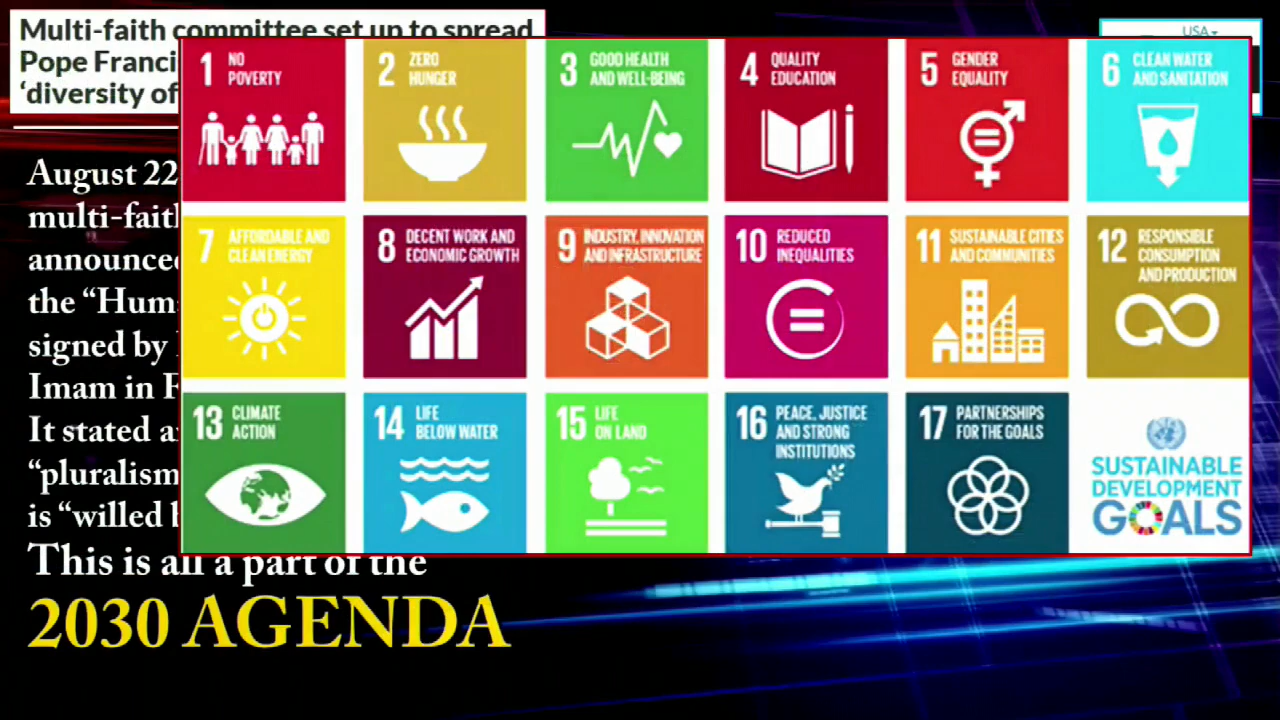 Multi-faith committee set up to spread
Pope Franci
‘diversity of
USA
August 22
multi-faith
announced
the “Hum
signed by
Imam in F
It stated a
“pluralism
is “willed b
This is all a part of the
2030 AGENDA
1 NO
POVERTY
2 ZERO
HUNGER
3 GOOD HEALTH
AND WELL-BEING
4 QUALITY
EDUCATION
5 GENDER
EQUALITY
6 CLEAN WATER
AND SANITATION
7 AFFORDABLE AND
CLEAN ENERGY
8 DECENT WORK AND
ECONOMIC GROWTH
9 INDUSTRY, INNOVATION
AND INFRASTRUCTURE
10 REDUCED
INEQUALITIES
11 SUSTAINABLE CITIES
AND COMMUNITIES
12 RESPONSIBLE
CONSUMPTION
AND PRODUCTION
13 CLIMATE
ACTION
14 LIFE
BELOW WATER
15 LIFE
ON LAND
16 PEACE, JUSTICE
AND STRONG
INSTITUTIONS
17 PARTNERSHIPS
FOR THE GOALS
SUSTAINABLE
DEVELOPMENT
GOALS